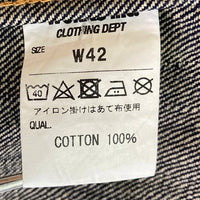 CLOTHING DEPT
SIZE W42
40
アイロン掛けはあて布使用
QUAL.
COTTON 100%